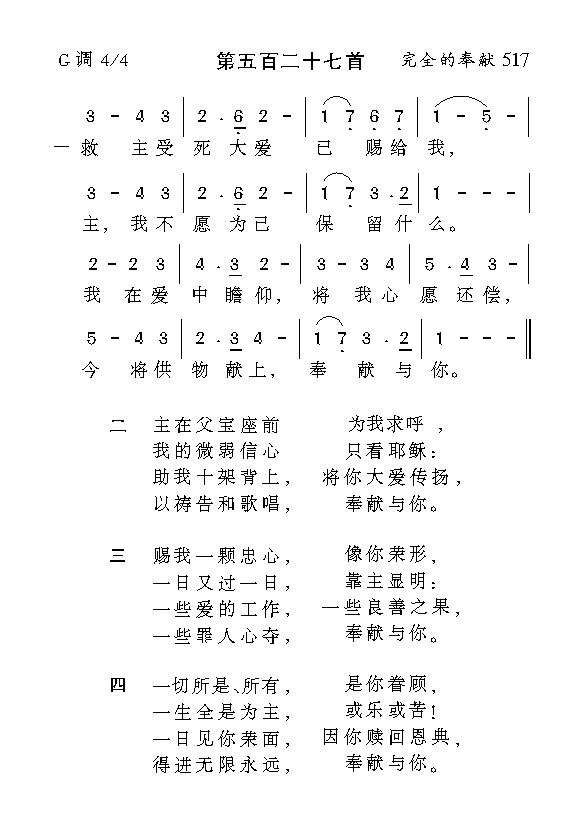 G调 4/4 第五百二十七首 完全的奉献 517
3 - 4 3 | 2 . 6 2 - | 1 7 6 7 | 1 - 5 - |
一救 主受 死大爱 已 赐给 我，
3 - 4 3 | 2 . 6 2 - | 1 7 3 . 2 | 1 - - - |
主，我不 愿为己 保 留什 么。
2 - 2 3 | 4 . 3 2 - | 3 - 3 4 | 5 . 4 3 - |
我 在爱 中瞻仰， 将 我心 愿还偿，
5 - 4 3 | 2 . 3 4 - | 1 7 3 . 2 | 1 - - - ‖
今 将供 物献上， 奉 献与 你。
二 主在父宝座前 为我求呼，
我的微弱信心 只看耶稣：
助我十架背上， 将你大爱传扬，
以祷告和歌唱， 奉献与你。
三 赐我一颗忠心， 像你荣形，
一日又过一日， 靠主显明：
一些爱的工作， 一些良善之果，
一些罪人心夺， 奉献与你。
四 一切所是、所有， 是你眷顾，
一生全是为主， 或乐或苦！
一日见你荣面， 因你赎回恩典，
得进无限永远， 奉献与你。